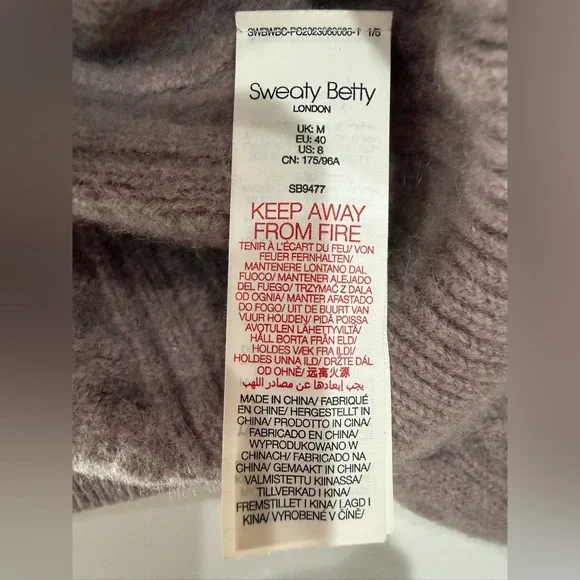 1/5
Sweaty Betty
LONDON
UK: M
EU: 40
US: 8
CN: 175/96A
SB9477
KEEP AWAY
FROM FIRE
TENIR À L'ÉCART DU FEU/ VON
FEUER FERNHALTEN/
MANTENERE LONTANO DAL
FUOCO/ MANTENER ALEJADO
DEL FUEGO/ TRZYMAĆ Z DALA
OD OGNIA/ MANTER AFASTADO
DO FOGO/ UIT DE BUURT VAN
VUUR HOUDEN/ PIDÄ POISSA
AVOTULEN LÄHETTYVILTÄ/
HÅLL BORTA FRÅN ELD/
HOLDES VÆK FRA ILD/
HOLDES UNNA ILD/ DRŽTE DÁL
OD OHNĚ/ 远离火源
يجب إبعادها عن مصادر اللهب/
MADE IN CHINA/ FABRIQUÉ
EN CHINE/ HERGESTELLT IN
CHINA/ PRODOTTO IN CINA/
FABRICADO EN CHINA/
WYPRODUKOWANO W
CHINACH/ FABRICADO NA
CHINA/ GEMAAKT IN CHINA/
VALMISTETTU KIINASSA/
TILLVERKAD I KINA/
FREMSTILLET I KINA/ LAGD I
KINA/ VYROBENÉ V ČÍNĚ/